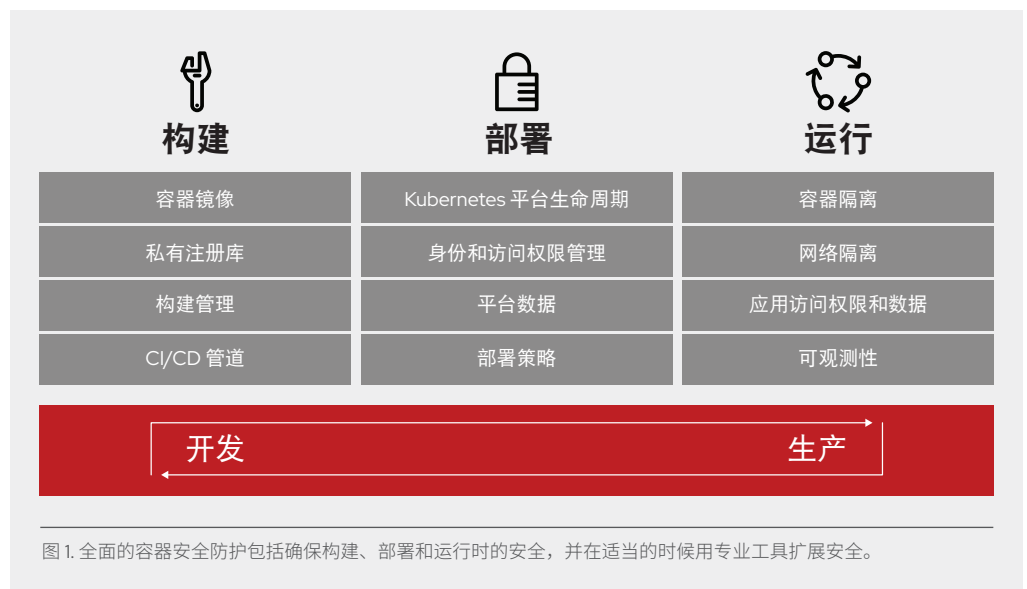 构建
部署
运行
容器镜像
Kubernetes 平台生命周期
容器隔离
私有注册库
身份和访问权限管理
网络隔离
构建管理
平台数据
应用访问权限和数据
CI/CD 管道
部署策略
可观测性
开发
生产
图 1. 全面的容器安全防护包括确保构建、部署和运行时的安全，并在适当的时候用专业工具扩展安全。